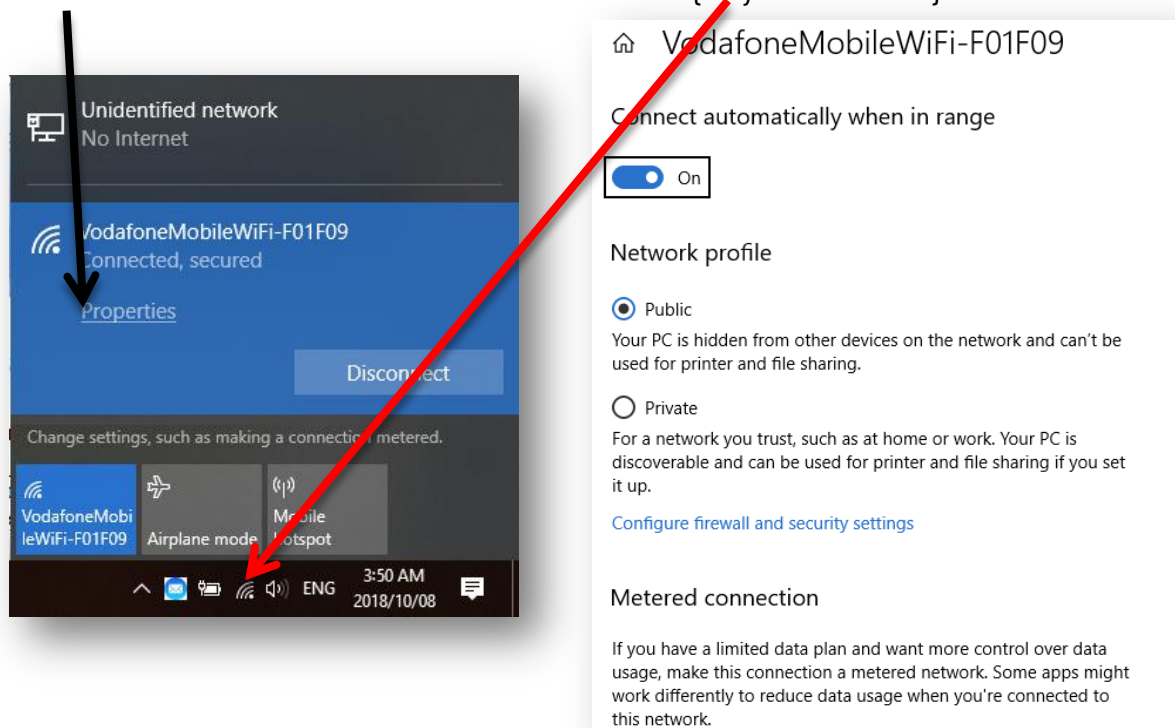 Unidentified network
No Internet
VodafoneMobileWiFi-F01F09
Connected, secured
Properties
Disconnect
Change settings, such as making a connection metered.
VodafoneMobi
leWiFi-F01F09
Airplane mode
Mobile
hotspot
ENG
3:50 AM
2018/10/08
VodafoneMobileWiFi-F01F09
Connect automatically when in range
On
Network profile
Public
Your PC is hidden from other devices on the network and can't be
used for printer and file sharing.
Private
For a network you trust, such as at home or work. Your PC is
discoverable and can be used for printer and file sharing if you set
it up.
Configure firewall and security settings
Metered connection
If you have a limited data plan and want more control over data
usage, make this connection a metered network. Some apps might
work differently to reduce data usage when you're connected to
this network.